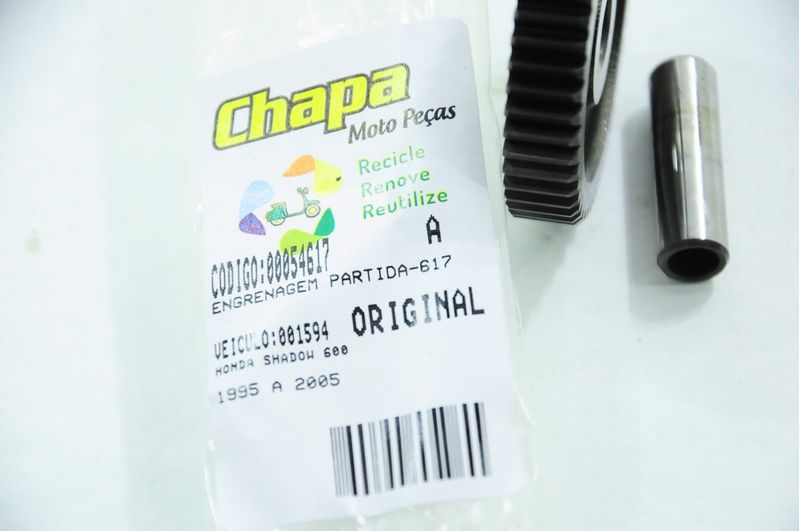 Chapa
Moto Peças
Recicle
Renove
Reutilize
A
CODIGO:00054617
ENGRENAGEM PARTIDA-617
VEICULO:001594 ORIGINAL
HONDA SHADOW 600
1995 A 2005